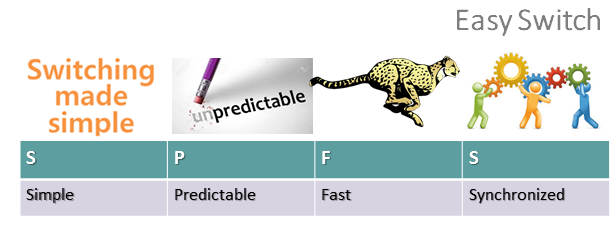 Easy Switch
Switching
made
simple
unpredictable
S P F S
Simple Predictable Fast Synchronized